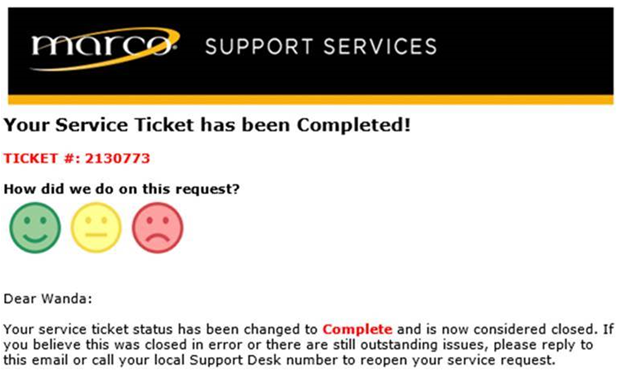 marco SUPPORT SERVICES
Your Service Ticket has been Completed!
TICKET #: 2130773
How did we do on this request?
Dear Wanda:
Your service ticket status has been changed to Complete and is now considered closed. If
you believe this was closed in error or there are still outstanding issues, please reply to
this email or call your local Support Desk number to reopen your service request.